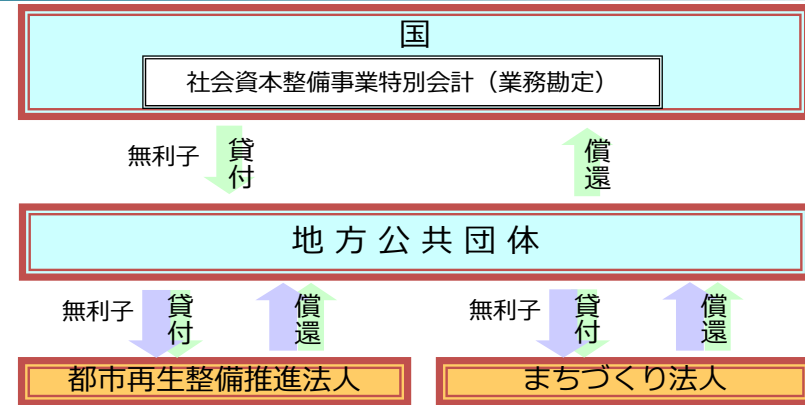 国
社会資本整備事業特別会計（業務勘定）
無利子
貸付
償還
地方公共団体
無利子
貸付
償還
無利子
貸付
償還
都市再生整備推進法人
まちづくり法人